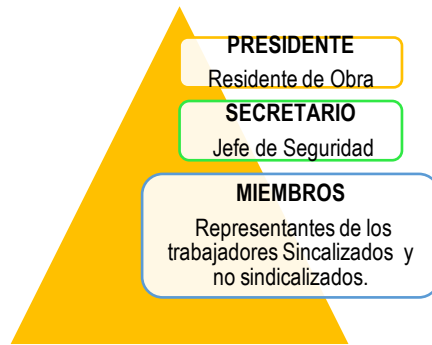 PRESIDENTE
Residente de Obra
SECRETARIO
Jefe de Seguridad
MIEMBROS
Representantes de los
trabajadores Sincalizados y
no sindicalizados.